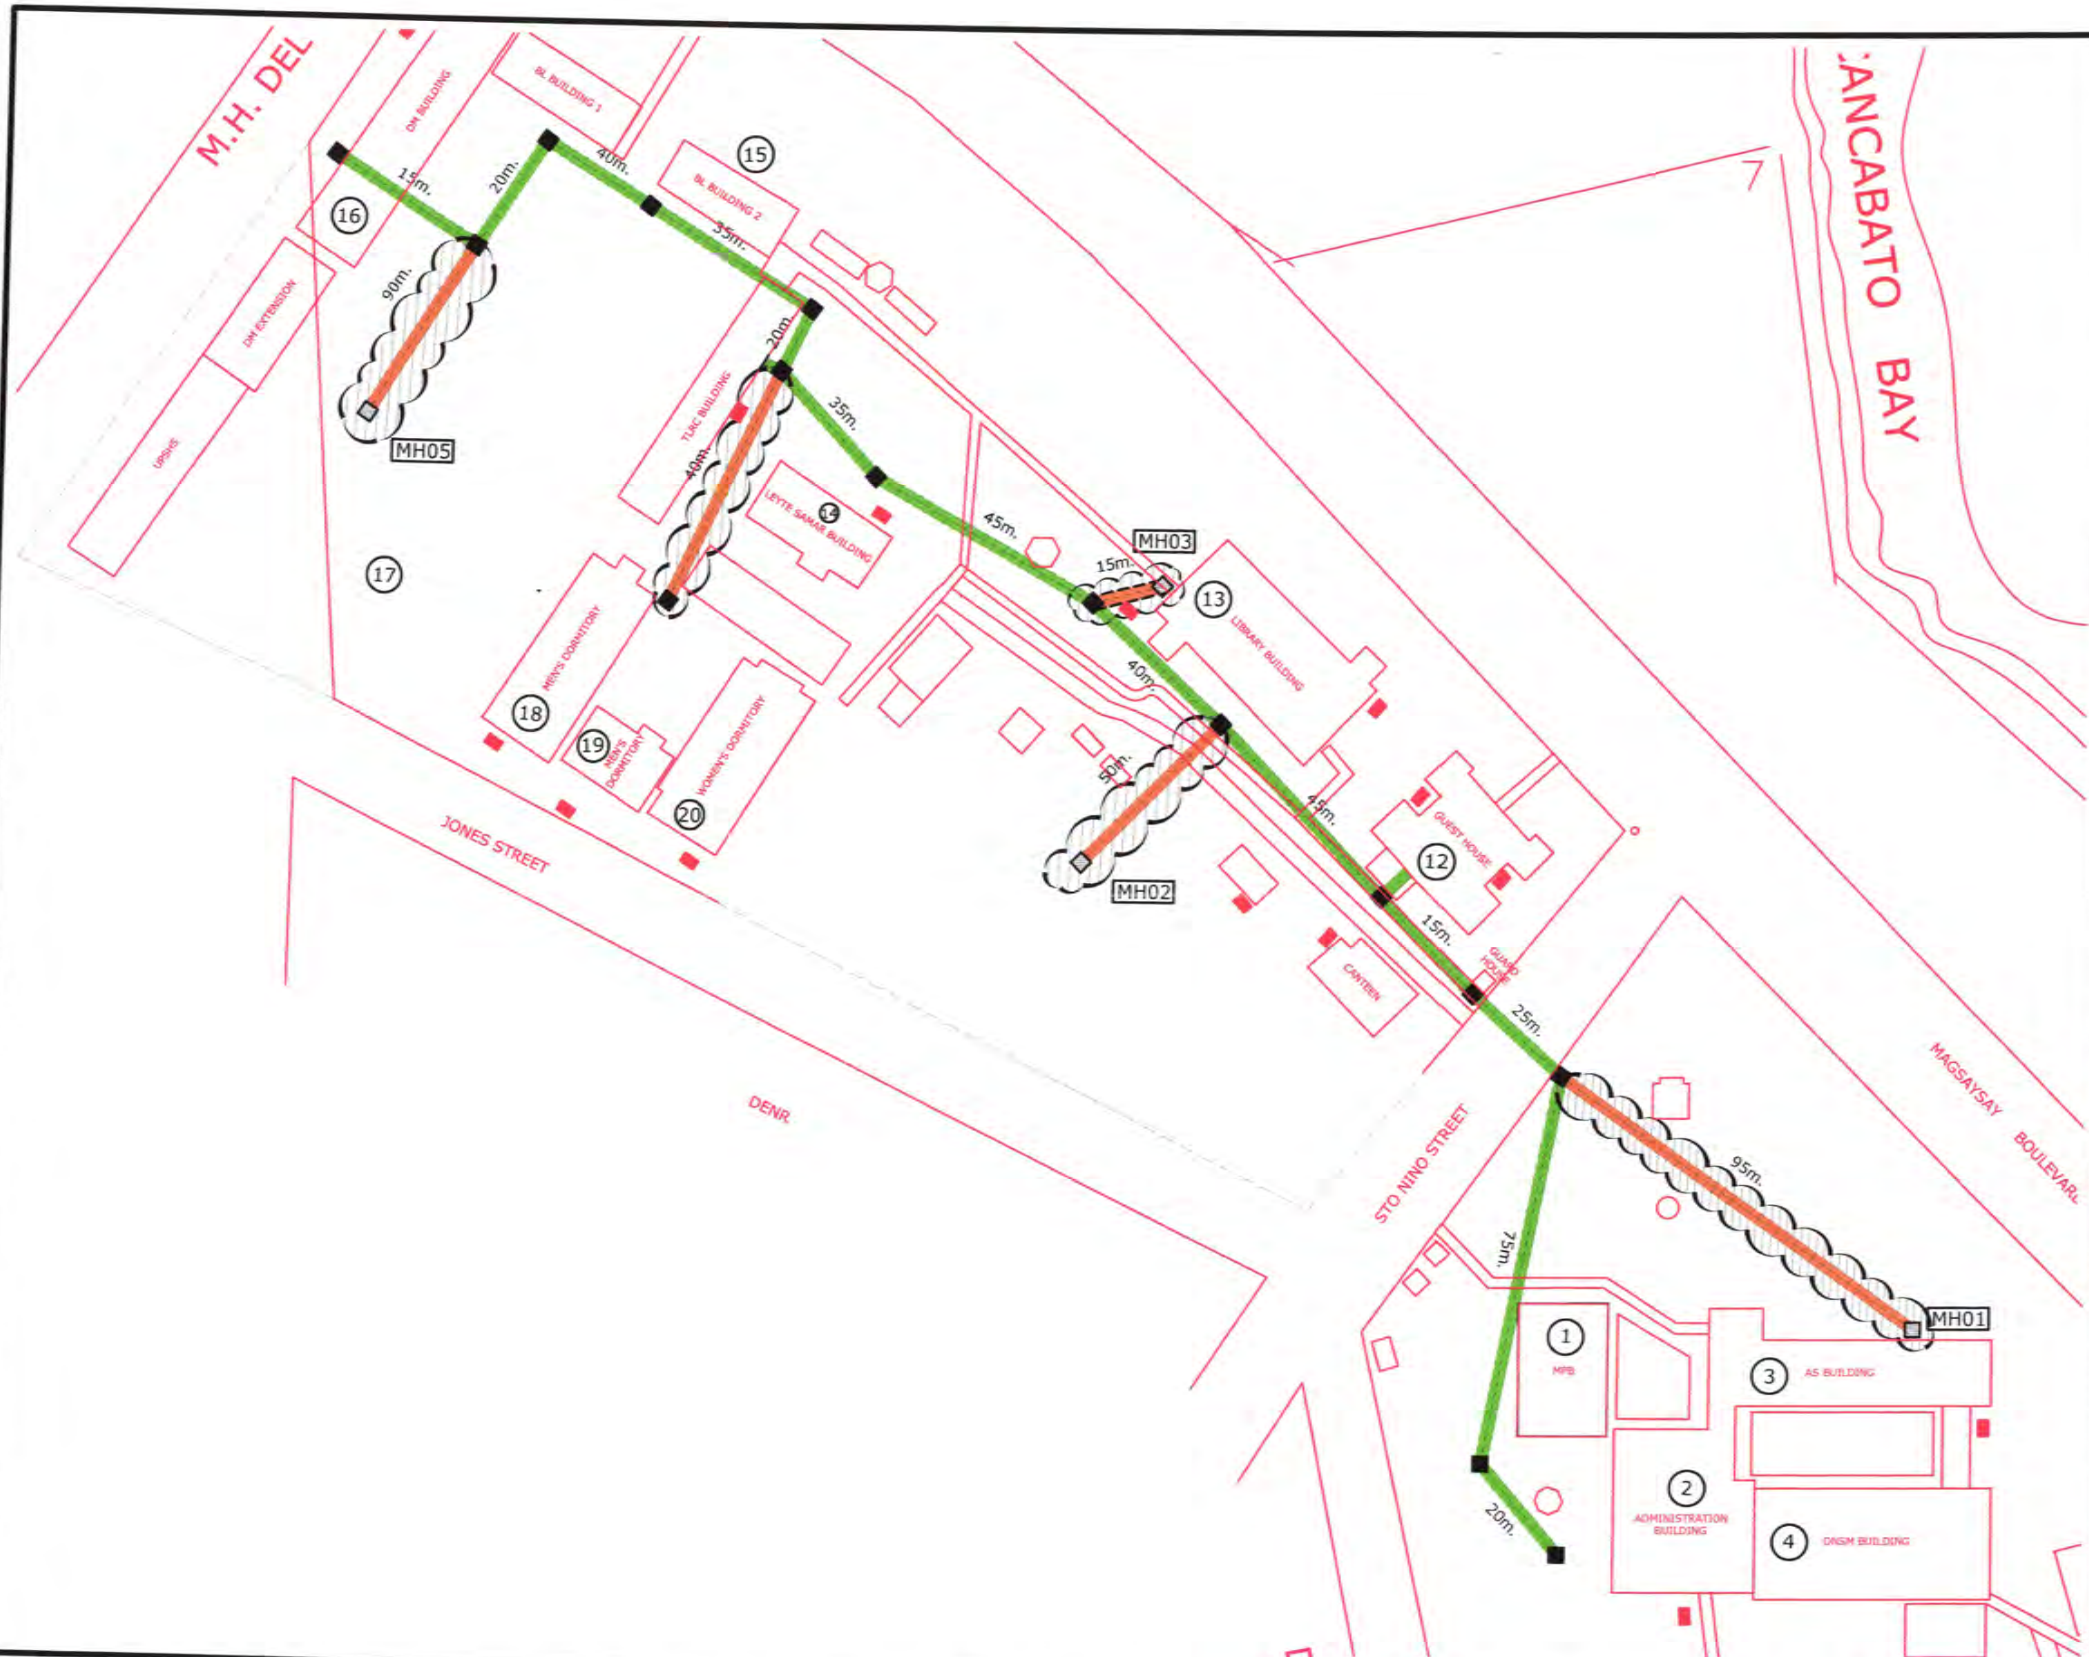 M.H. DEL
DM BUILDING
BL BUILDING 1
15
BL BUILDING 2
16
15m.
20m.
40m.
35m.
90m.
DM EXTENSION
UPSHS
MH05
17
20m.
TLRC BUILDING
40m.
35m.
14
LEYTE SAMAR BUILDING
45m.
MH03
15m.
13
LIBRARY BUILDING
40m.
MEN'S DORMITORY
18
19
MEN'S
DORMITORY
WOMEN'S DORMITORY
20
JONES STREET
DENR
50m.
MH02
45m.
GUEST HOUSE
12
15m.
GUARD
HOUSE
CANTEEN
25m.
CANCABATO BAY
MAGSAYSAY
BOULEVARD
STO NINO STREET
95m.
75m.
MH01
1
MPB
3
AS BUILDING
2
ADMINISTRATION
BUILDING
4
DNSM BUILDING
20m.